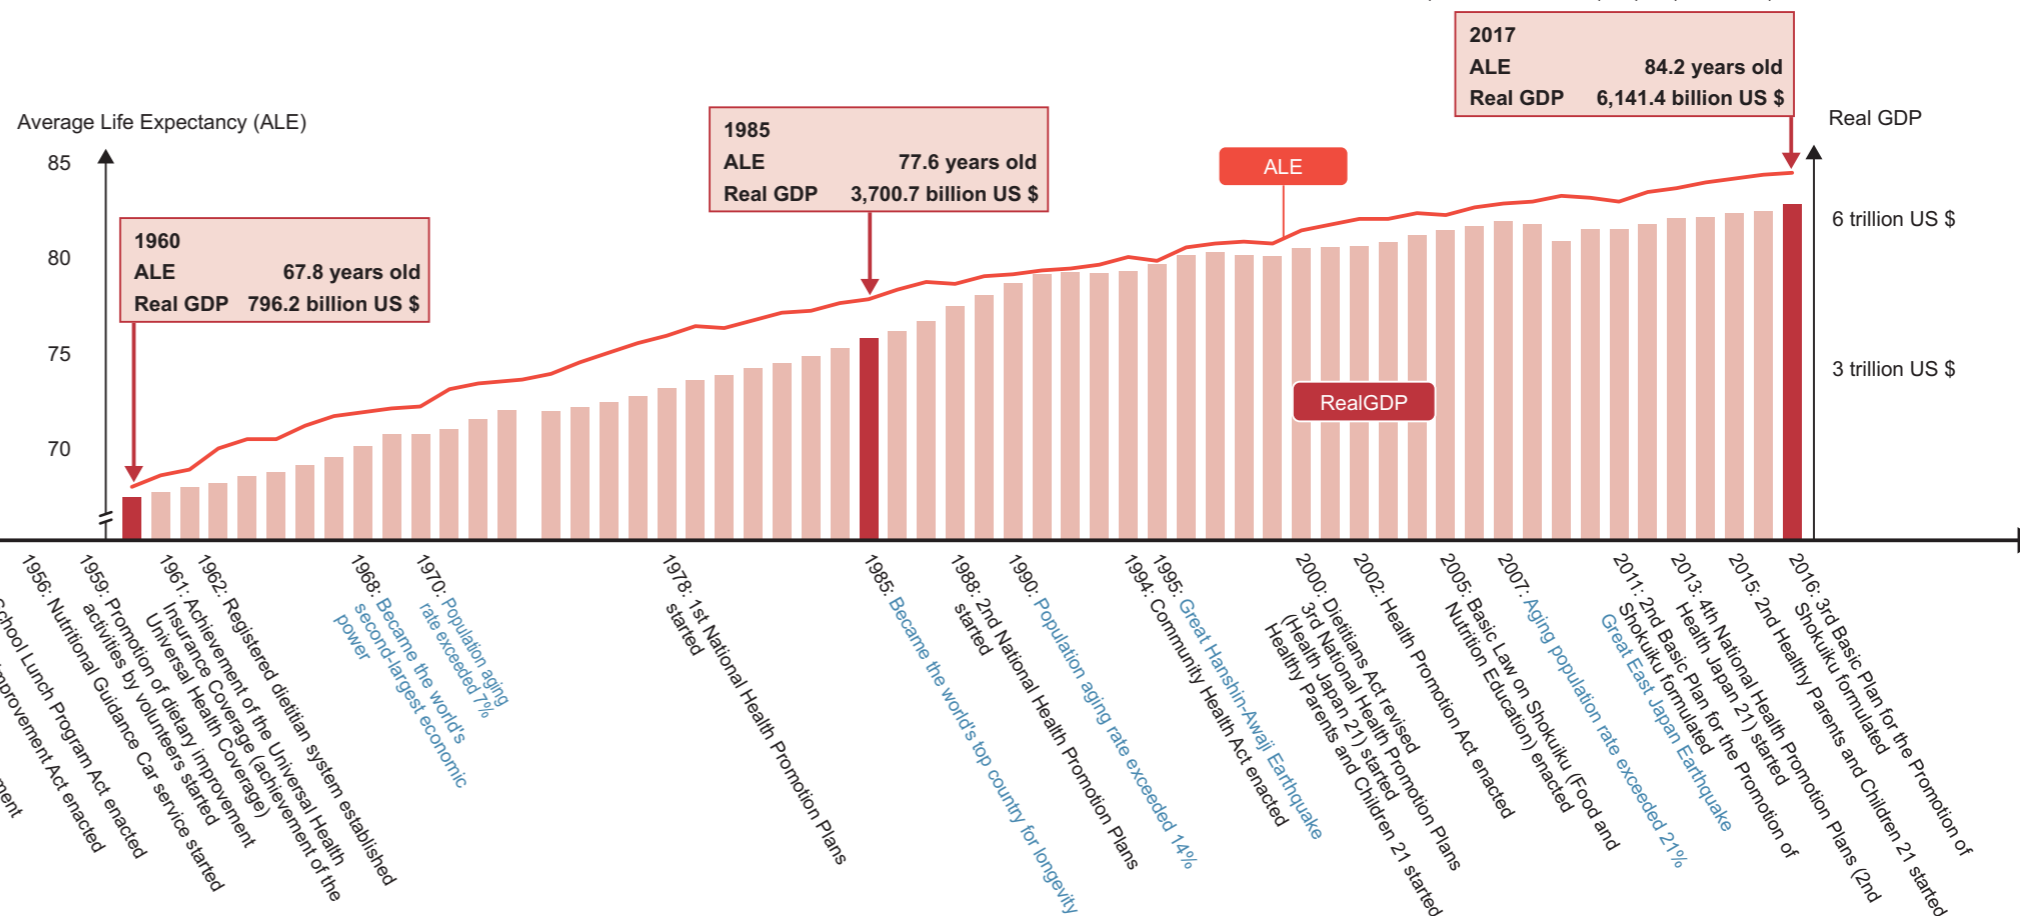 2017
ALE 84.2 years old
Real GDP 6,141.4 billion US $
Average Life Expectancy (ALE)
Real GDP
1985
ALE 77.6 years old
Real GDP 3,700.7 billion US $
1960
ALE 67.8 years old
Real GDP 796.2 billion US $
85
80
75
70
ALE
RealGDP
6 trillion US $
3 trillion US $
School Lunch Program Act enacted
Improvement Act enacted
1956: Nutritional Guidance Car service started
1959: Promotion of dietary improvement
activities by volunteers started
1961: Achievement of the Universal Health
Insurance Coverage (achievement of the
Universal Health Coverage)
1962: Registered dietitian system established
1968: Became the world's
second-largest economic
power
1970: Population aging
rate exceeded 7%
1978: 1st National Health Promotion Plans
started
1985: Became the world's top country for longevity
1988: 2nd National Health Promotion Plans
started
1990: Population aging rate exceeded 14%
1994: Community Health Act enacted
1995: Great Hanshin-Awaji Earthquake
2000: Dietitians Act revised
3rd National Health Promotion Plans
(Health Japan 21) started
Healthy Parents and Children 21 started
2002: Health Promotion Act enacted
2005: Basic Law on Shokuiku (Food and
Nutrition Education) enacted
2007: Aging population rate exceeded 21%
2011: 2nd Basic Plan for the Promotion of
Shokuiku formulated
Great East Japan Earthquake
2013: 4th National Health Promotion Plans (2nd
Health Japan 21) started
2015: 2nd Healthy Parents and Children 21 started
2016: 3rd Basic Plan for the Promotion of
Shokuiku formulated